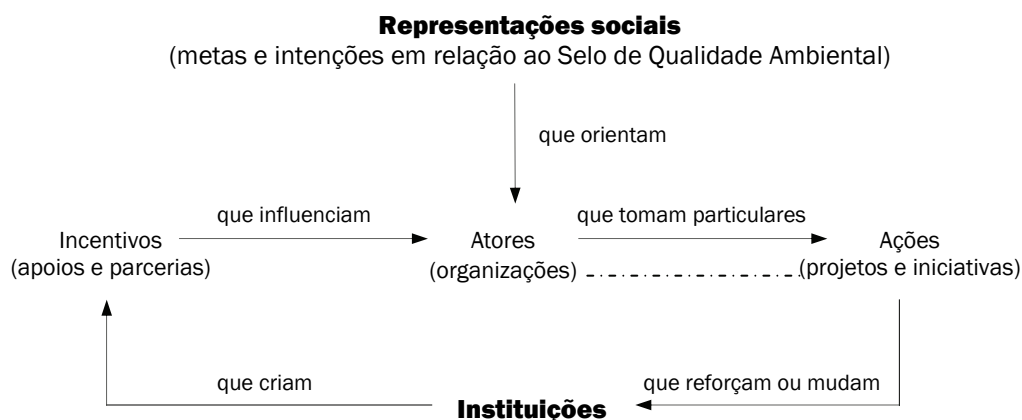 Representações sociais
(metas e intenções em relação ao Selo de Qualidade Ambiental)
que orientam
que influenciam
que tomam particulares
Incentivos
(apoios e parcerias)
Atores
(organizações)
Ações
(projetos e iniciativas)
que criam
que reforçam ou mudam
Instituições